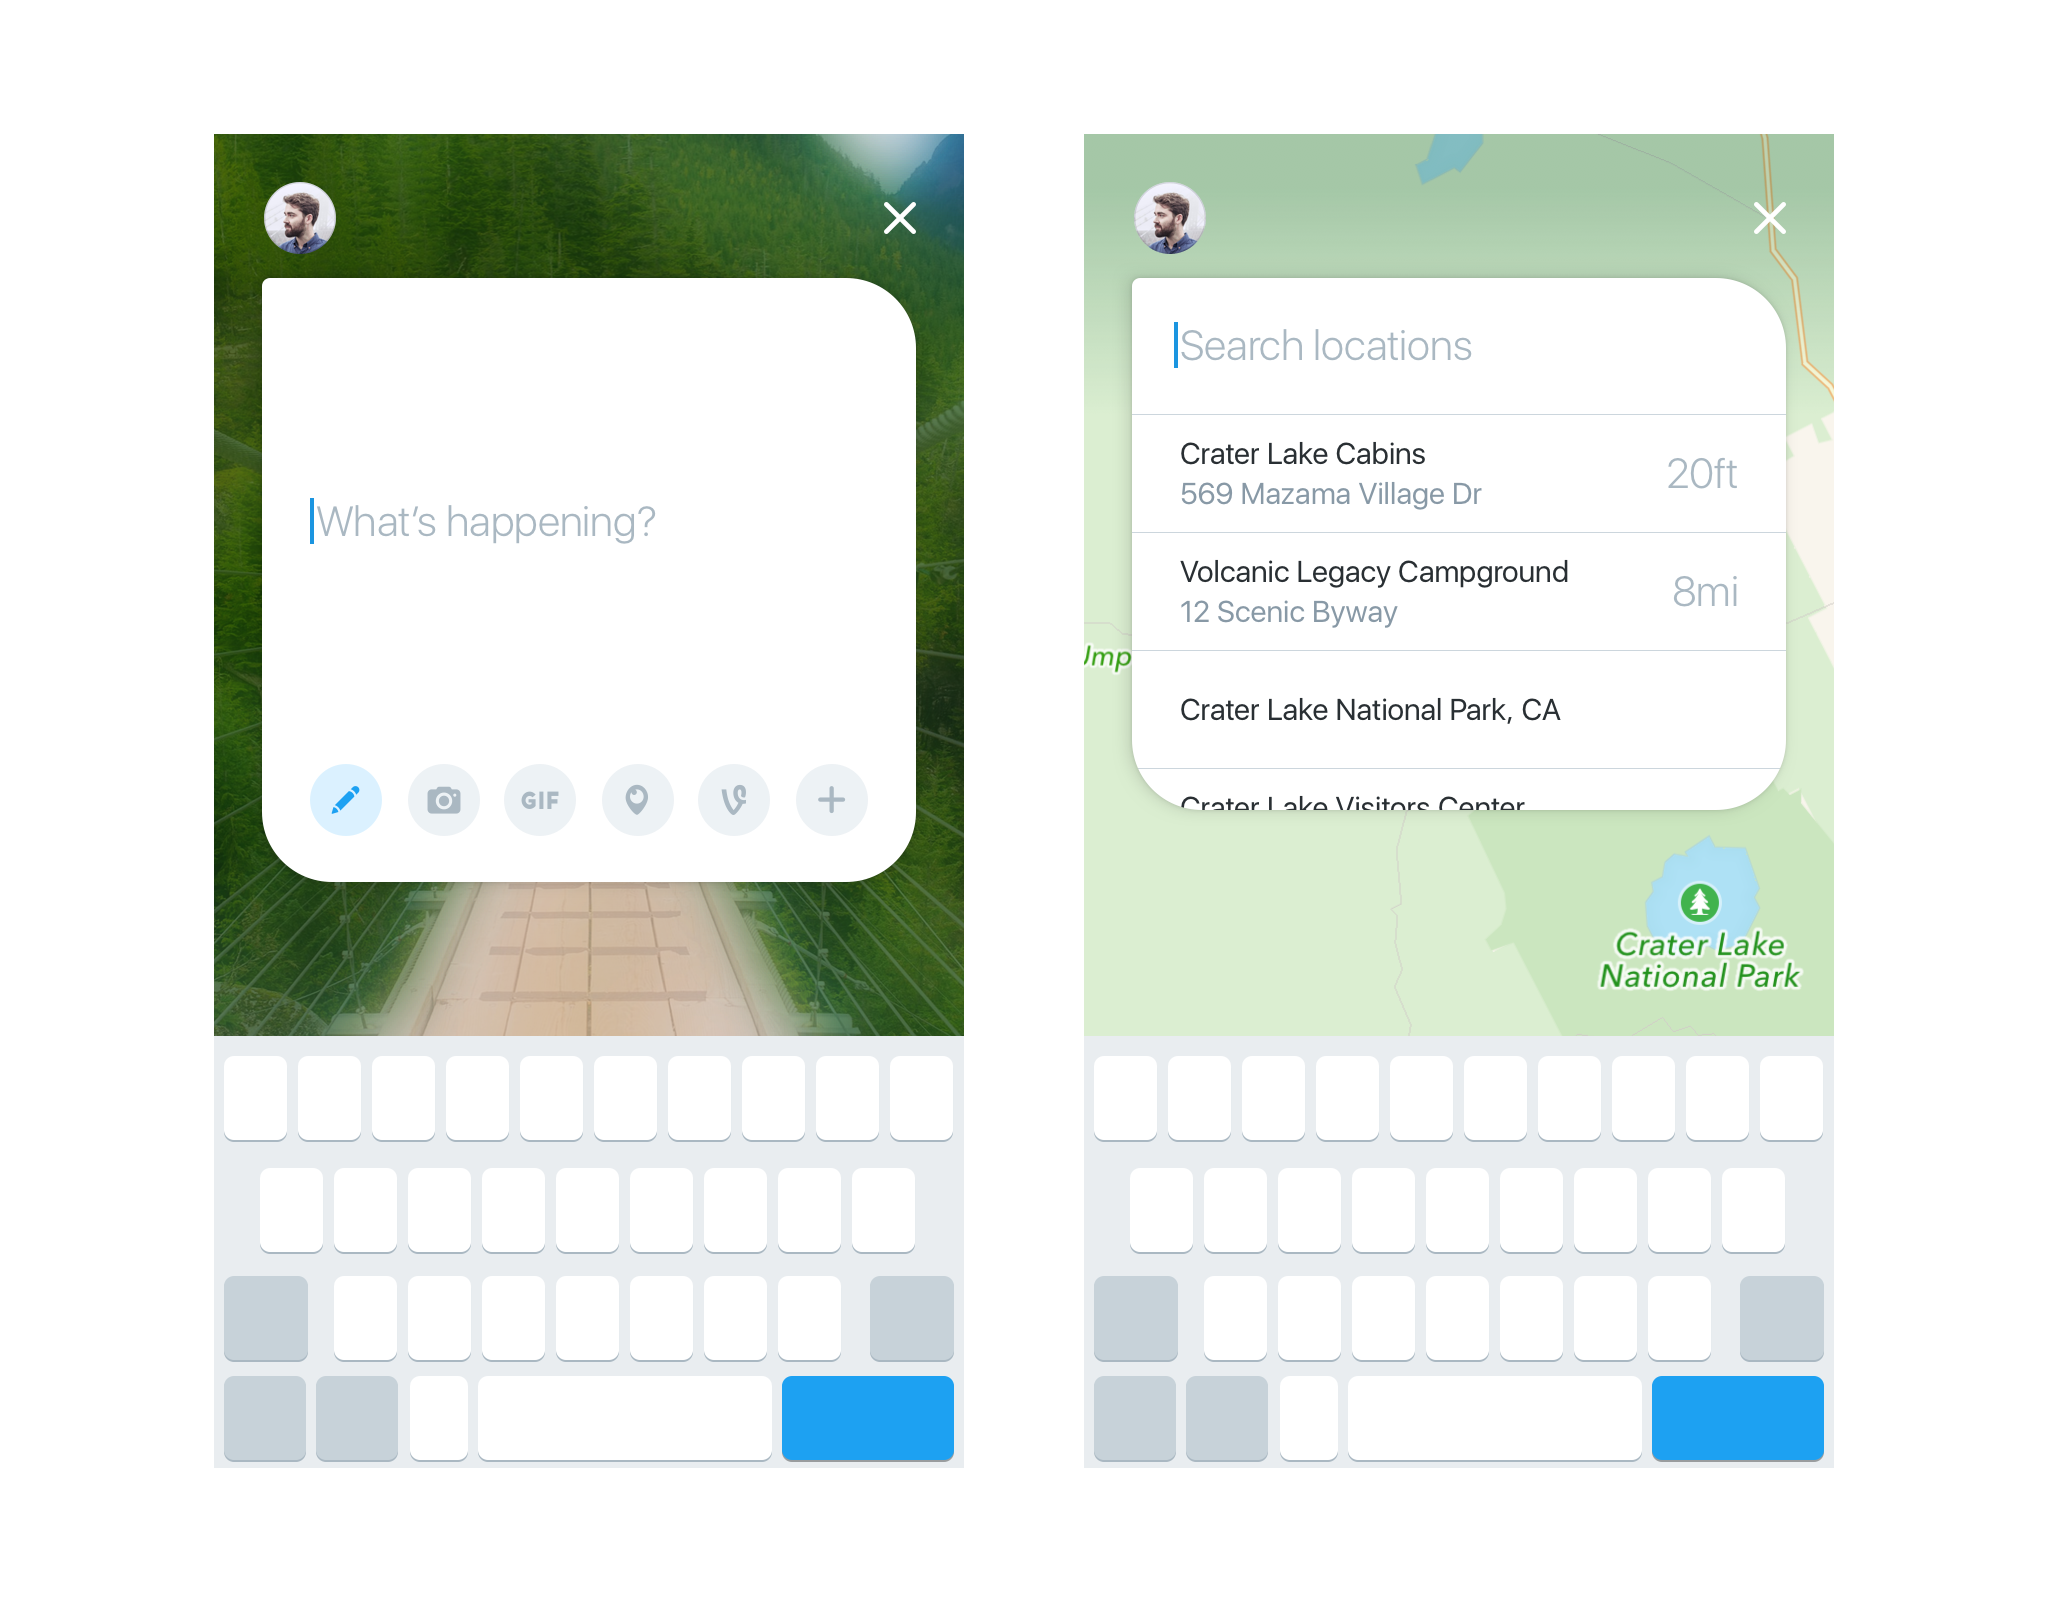 What's happening?
GIF
Search locations
Crater Lake Cabins
569 Mazama Village Dr
20ft
Volcanic Legacy Campground
12 Scenic Byway
8mi
Ump
Crater Lake National Park, CA
Crater Lake Visitors Center
Crater Lake
National Park